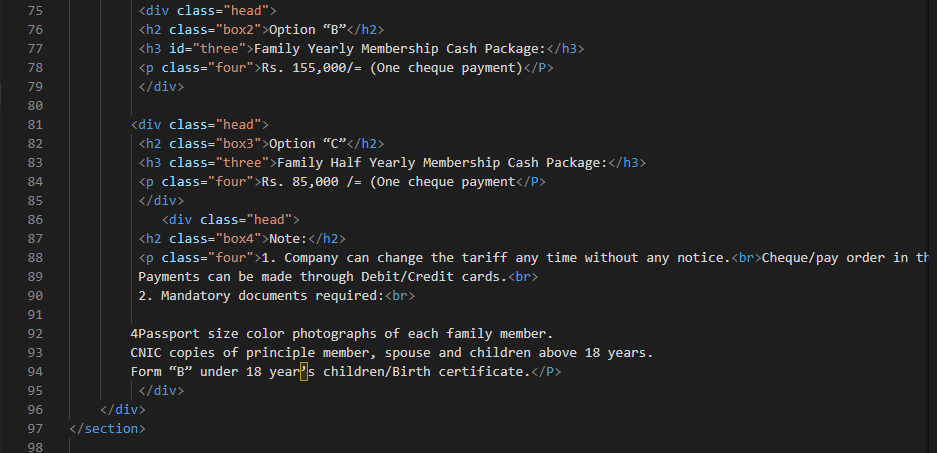 75 <div class="head">
76 <h2 class="box2">Option “B”</h2>
77 <h3 id="three">Family Yearly Membership Cash Package:</h3>
78 <p class="four">Rs. 155,000/= (One cheque payment)</P>
79 </div>
80
81 <div class="head">
82 <h2 class="box3">Option “C”</h2>
83 <h3 class="three">Family Half Yearly Membership Cash Package:</h3>
84 <p class="four">Rs. 85,000 /= (One cheque payment</P>
85 </div>
86 <div class="head">
87 <h2 class="box4">Note:</h2>
88 <p class="four">1. Company can change the tariff any time without any notice.<br>Cheque/pay order in th
89 Payments can be made through Debit/Credit cards.<br>
90 2. Mandatory documents required:<br>
91
92 4Passport size color photographs of each family member.
93 CNIC copies of principle member, spouse and children above 18 years.
94 Form “B” under 18 year’s children/Birth certificate.</P>
95 </div>
96 </div>
97 </section>
98